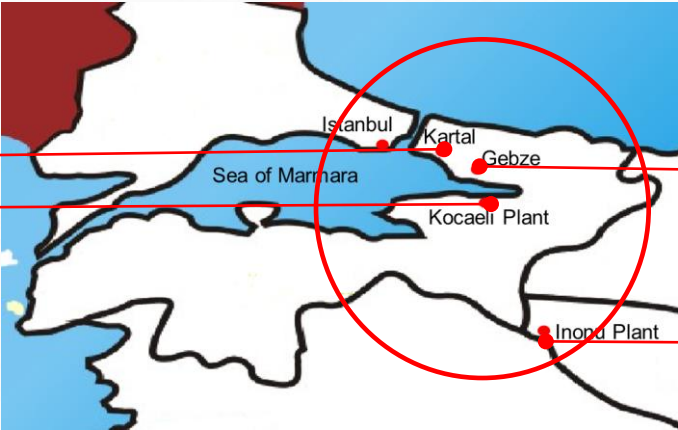 Istanbul
Kartal
Gebze
Sea of Marmara
Kocaeli Plant
Inonu Plant